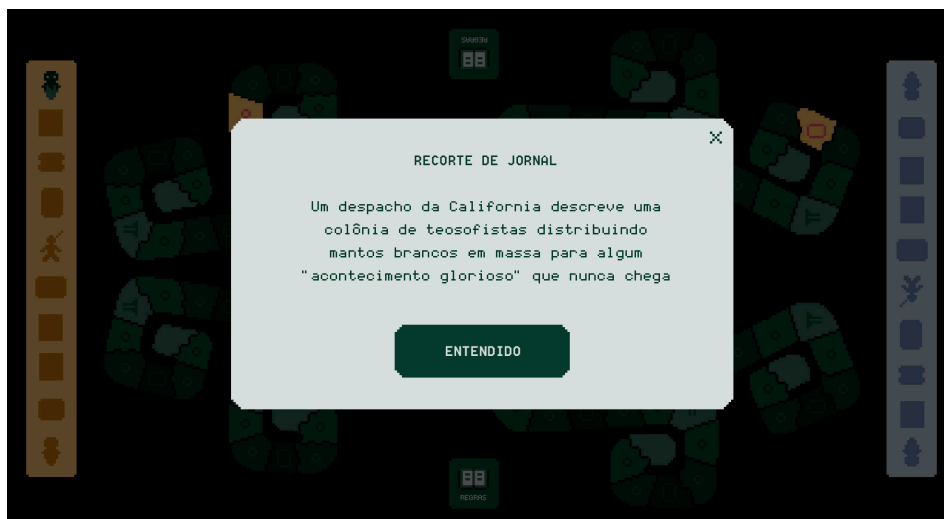 REGRAS
RECORTE DE JORNAL
Um despacho da California descreve uma
colônia de teosofistas distribuindo
mantos brancos em massa para algum
"acontecimento glorioso" que nunca chega
ENTENDIDO
REGRAS